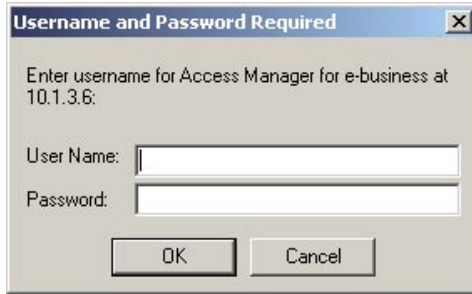 Username and Password Required
Enter username for Access Manager for e-business at
10.1.3.6:
User Name:
Password:
OK Cancel